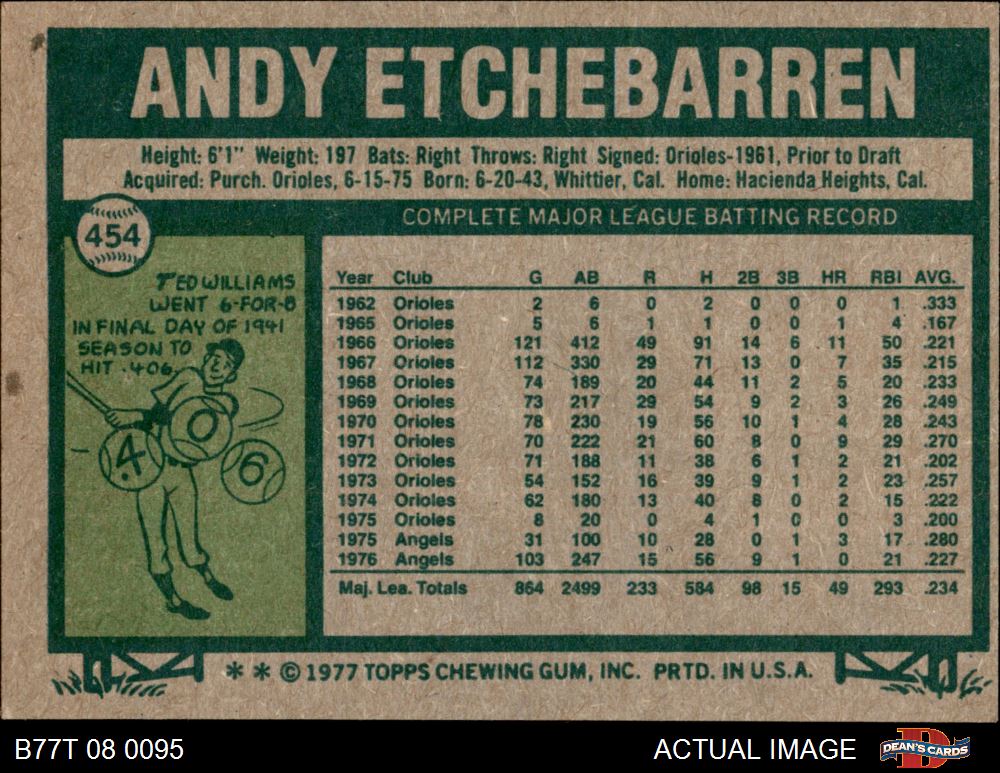 ANDY ETCHEBARREN
Height: 6'1" Weight: 197 Bats: Right Throws: Right Signed: Orioles-1961, Prior to Draft
Acquired: Purch. Orioles, 6-15-75 Born: 6-20-43, Whittier, Cal. Home: Hacienda Heights, Cal.
454
COMPLETE MAJOR LEAGUE BATTING RECORD
TED WILLIAMS
WENT 6-FOR-8
IN FINAL DAY OF 1941
SEASON TO
HIT .406
.4 0 6
Year Club G AB R H 2B 3B HR RBI AVG.
1962 Orioles 2 6 0 2 0 0 0 1 .333
1965 Orioles 5 6 1 1 0 0 1 4 .167
1966 Orioles 121 412 49 91 14 6 11 50 .221
1967 Orioles 112 330 29 71 13 0 7 35 .215
1968 Orioles 74 189 20 44 11 2 5 20 .233
1969 Orioles 73 217 29 54 9 2 3 26 .249
1970 Orioles 78 230 19 56 10 1 4 28 .243
1971 Orioles 70 222 21 60 8 0 9 29 .270
1972 Orioles 71 188 11 38 6 1 2 21 .202
1973 Orioles 54 152 16 39 9 1 2 23 .257
1974 Orioles 62 180 13 40 8 0 2 15 .222
1975 Orioles 8 20 0 4 1 0 0 3 .200
1975 Angels 31 100 10 28 0 1 3 17 .280
1976 Angels 103 247 15 56 9 1 0 21 .227
Maj. Lea. Totals 864 2499 233 584 98 15 49 293 .234
* * © 1977 TOPPS CHEWING GUM, INC. PRTD. IN U.S.A.
B77T 08 0095 ACTUAL IMAGE
D
DEAN'S CARDS